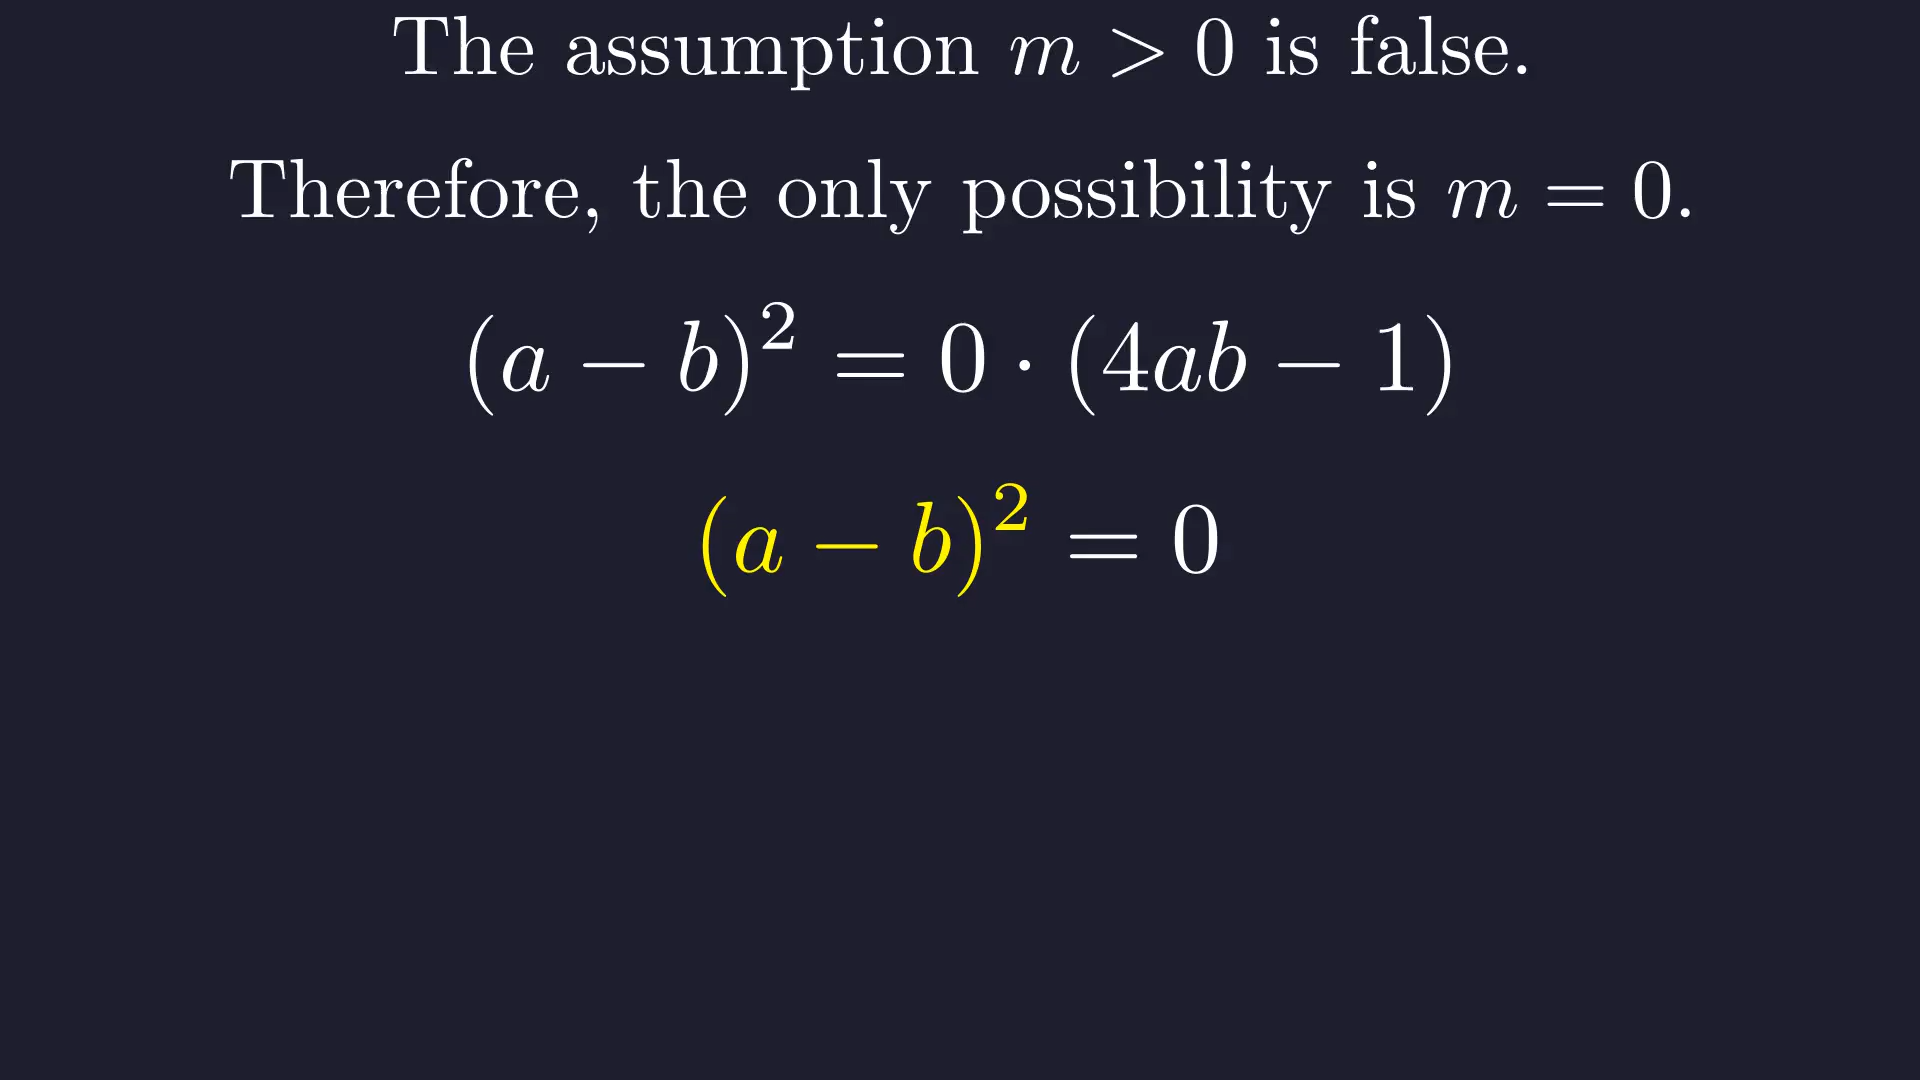 The assumption m > 0 is false.
Therefore, the only possibility is m = 0.
(a − b)² = 0 · (4ab − 1)
(a − b)² = 0